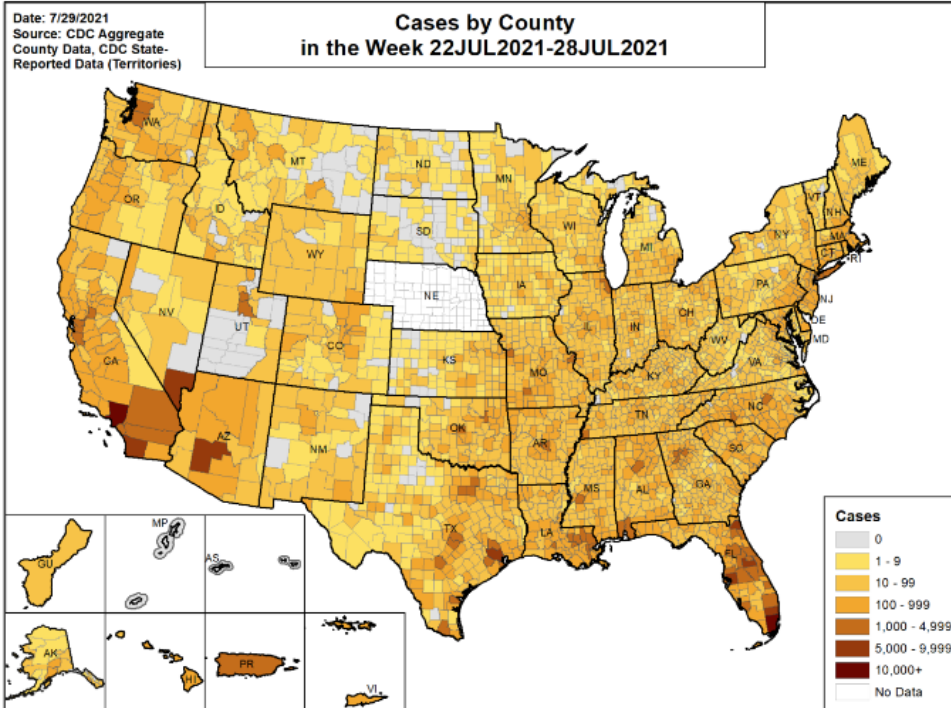 Date: 7/29/2021
Source: CDC Aggregate
County Data, CDC State-
Reported Data (Territories)
Cases by County
in the Week 22JUL2021-28JUL2021
WA
MT
ND
MN
ME
OR
ID
SD
WI
MI
VT
NH
NY
MA
CT
RI
WY
IA
PA
NJ
NE
NV
UT
CO
IL
IN
OH
DE
MD
WV
VA
CA
KS
MO
KY
NC
TN
AZ
NM
OK
AR
SC
MS
AL
GA
TX
LA
FL
GU
MP
AS
AK
HI
PR
VI
Cases
0
1 - 9
10 - 99
100 - 999
1,000 - 4,999
5,000 - 9,999
10,000+
No Data